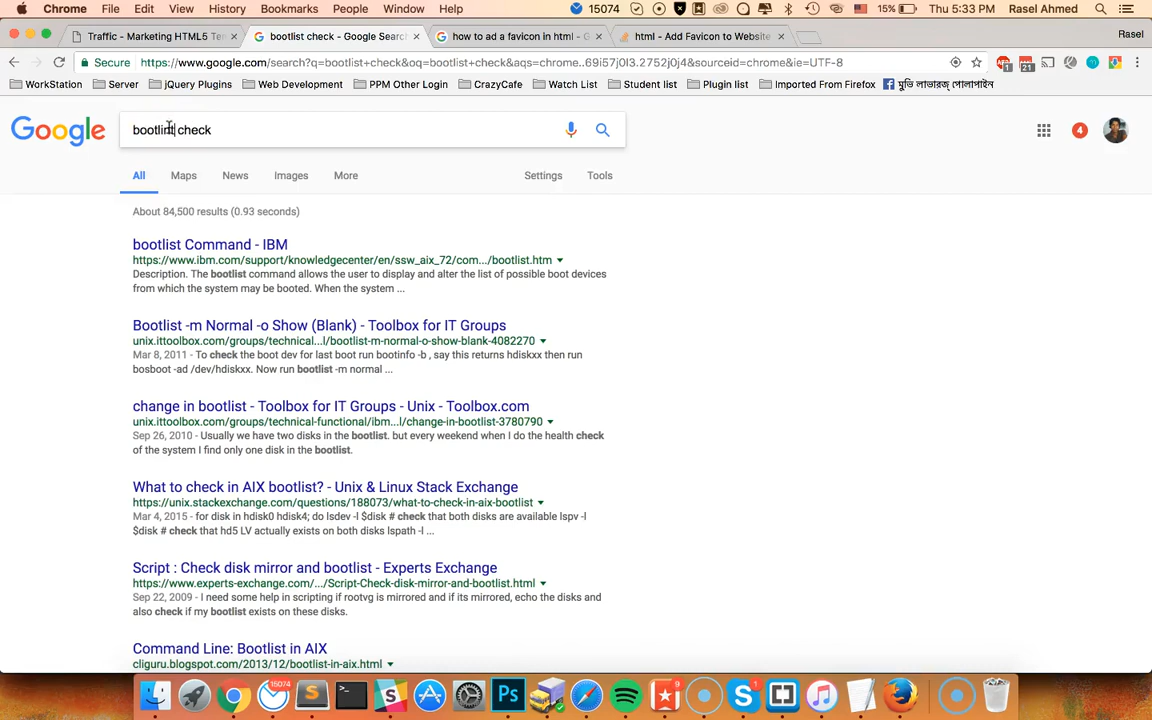 Chrome File Edit View History Bookmarks People Window Help 15074 15% Thu 5:33 PM Rasel Ahmed
Traffic - Marketing HTML5 Te bootlist check - Google Searc how to ad a favicon in html - G html - Add Favicon to Website Rasel
Secure https://www.google.com/search?q=bootlist+check&oq=bootlist+check&aqs=chrome..69i57j0l3.2752j0j4&sourceid=chrome&ie=UTF-8 1 21
WorkStation Server jQuery Plugins Web Development PPM Other Login CrazyCafe Watch List Student list Plugin list Imported From Firefox মুভি লাভারজ পোলাপাইন
Google bootlint check 4
All Maps News Images More Settings Tools
About 84,500 results (0.93 seconds)
bootlist Command - IBM
https://www.ibm.com/support/knowledgecenter/en/ssw_aix_72/com.../bootlist.htm
Description. The bootlist command allows the user to display and alter the list of possible boot devices
from which the system may be booted. When the system ...
Bootlist -m Normal -o Show (Blank) - Toolbox for IT Groups
unix.ittoolbox.com/groups/technical...l/bootlist-m-normal-o-show-blank-4082270
Mar 8, 2011 - To check the boot dev for last boot run bootinfo -b , say this returns hdiskxx then run
bosboot -ad /dev/hdiskxx. Now run bootlist -m normal ...
change in bootlist - Toolbox for IT Groups - Unix - Toolbox.com
unix.ittoolbox.com/groups/technical-functional/ibm...l/change-in-bootlist-3780790
Sep 26, 2010 - Usually we have two disks in the bootlist. but every weekend when I do the health check
of the system I find only one disk in the bootlist.
What to check in AIX bootlist? - Unix & Linux Stack Exchange
https://unix.stackexchange.com/questions/188073/what-to-check-in-aix-bootlist
Mar 4, 2015 - for disk in hdisk0 hdisk4; do lsdev -l $disk # check that both disks are available lspv -l
$disk # check that hd5 LV actually exists on both disks lspath -l ...
Script : Check disk mirror and bootlist - Experts Exchange
https://www.experts-exchange.com/.../Script-Check-disk-mirror-and-bootlist.html
Sep 22, 2009 - I need some help in scripting if rootvg is mirrored and if its mirrored, echo the disks and
also check if my bootlist exists on these disks.
Command Line: Bootlist in AIX
cliguru.blogspot.com/2013/12/bootlist-in-aix.html
15074 Ps 9 S 1